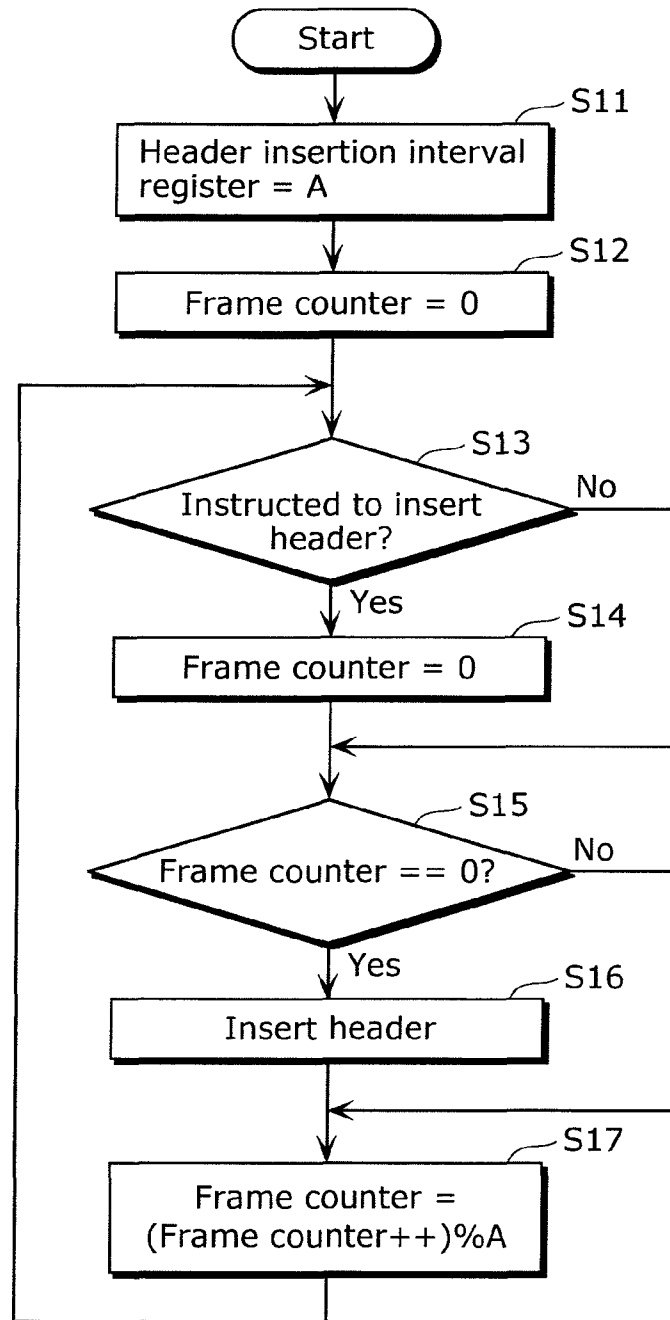 Start
S11
Header insertion interval
register = A
S12
Frame counter = 0
S13
Instructed to insert
header?
No
Yes
S14
Frame counter = 0
S15
Frame counter == 0?
No
Yes
S16
Insert header
S17
Frame counter =
(Frame counter++)%A